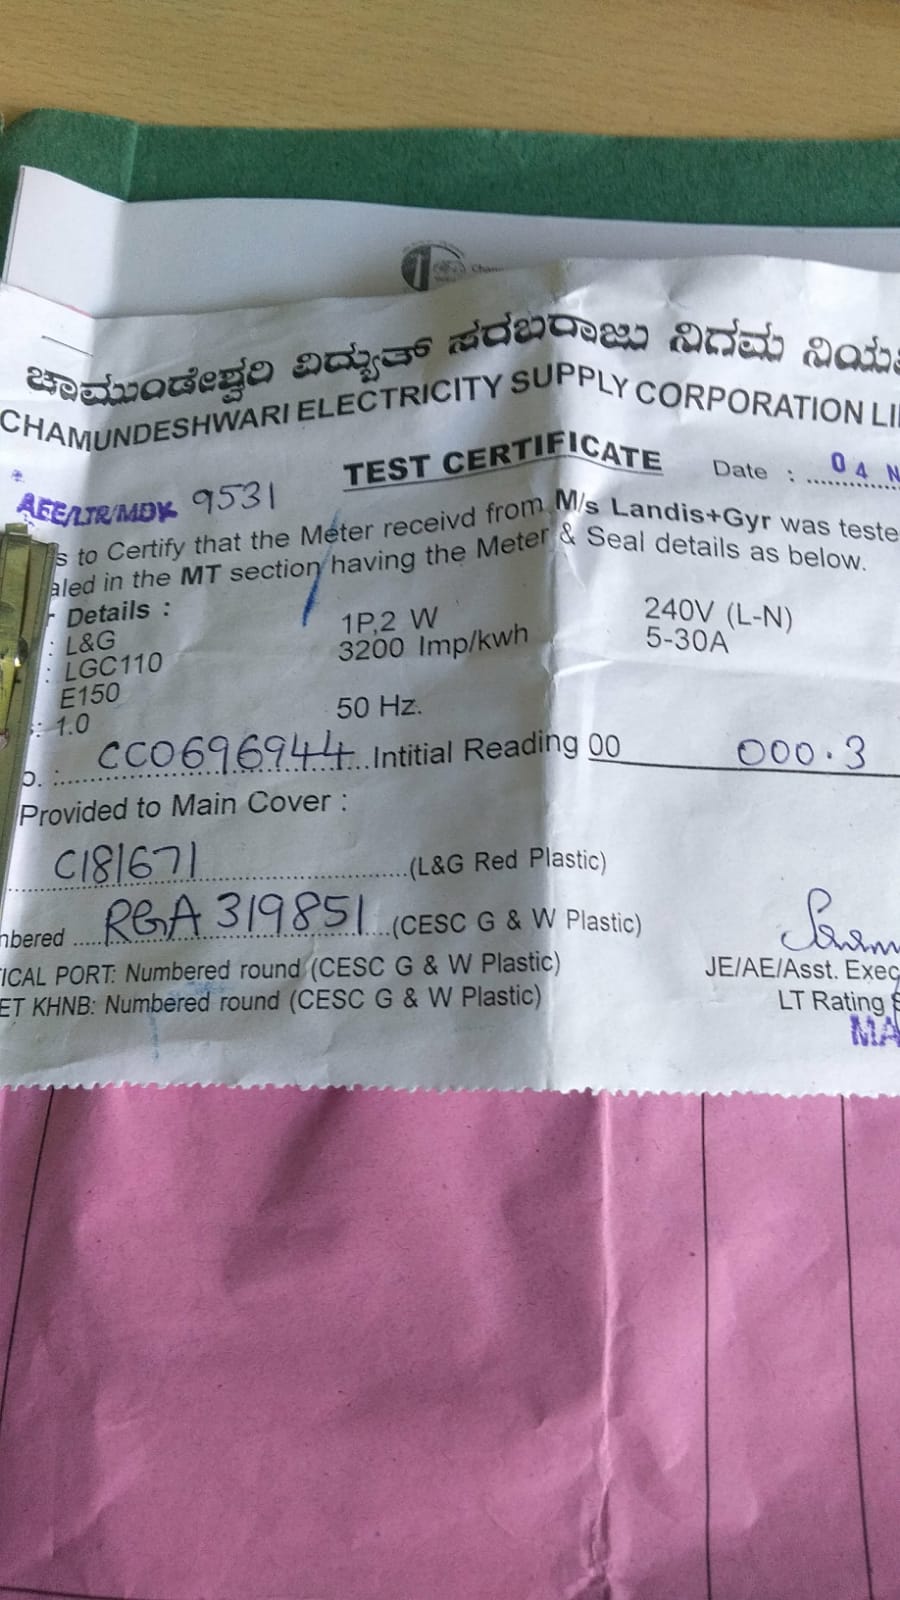 ಚಾಮುಂಡೇಶ್ವರಿ ವಿದ್ಯುತ್ ಸರಬರಾಜು ನಿಗಮ ನಿಯ
CHAMUNDESHWARI ELECTRICITY SUPPLY CORPORATION LI
TEST CERTIFICATE Date : 04 N
AEE/LTR/MDK 9531
s to Certify that the Meter receivd from M/s Landis+Gyr was teste
aled in the MT section having the Meter & Seal details as below.
Details :
: L&G 1P,2 W 240V (L-N)
: LGC110 3200 Imp/kwh 5-30A
E150
: 1.0 50 Hz.
o. : CC0696944 Intitial Reading 00 000.3
Provided to Main Cover :
C181671 (L&G Red Plastic)
nbered RGA 319851 (CESC G & W Plastic)
ICAL PORT: Numbered round (CESC G & W Plastic) JE/AE/Asst. Exec
ET KHNB: Numbered round (CESC G & W Plastic) LT Rating
MA